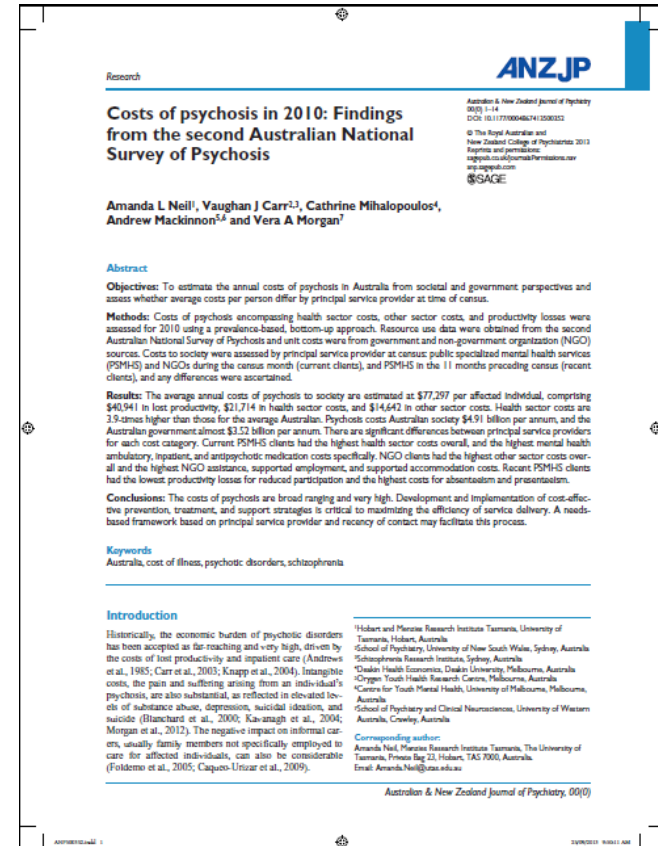 ANZJP
Research
Australian & New Zealand Journal of Psychiatry
00(0) 1–14
DOI: 10.1177/0004867413500352
© The Royal Australian and
New Zealand College of Psychiatrists 2013
Reprints and permissions:
sagepub.co.uk/journalsPermissions.nav
anp.sagepub.com
SAGE
Costs of psychosis in 2010: Findings
from the second Australian National
Survey of Psychosis
Amanda L Neil1, Vaughan J Carr2,3, Cathrine Mihalopoulos4,
Andrew Mackinnon5,6 and Vera A Morgan7
Abstract
Objectives: To estimate the annual costs of psychosis in Australia from societal and government perspectives and
assess whether average costs per person differ by principal service provider at time of census.
Methods: Costs of psychosis encompassing health sector costs, other sector costs, and productivity losses were
assessed for 2010 using a prevalence-based, bottom-up approach. Resource use data were obtained from the second
Australian National Survey of Psychosis and unit costs were from government and non-government organization (NGO)
sources. Costs to society were assessed by principal service provider at census: public specialized mental health services
(PSMHS) and NGOs during the census month (current clients), and PSMHS in the 11 months preceding census (recent
clients), and any differences were ascertained.
Results: The average annual costs of psychosis to society are estimated at $77,297 per affected individual, comprising
$40,941 in lost productivity, $21,714 in health sector costs, and $14,642 in other sector costs. Health sector costs are
3.9-times higher than those for the average Australian. Psychosis costs Australian society $4.91 billion per annum, and the
Australian government almost $3.52 billion per annum. There are significant differences between principal service providers
for each cost category. Current PSMHS clients had the highest health sector costs overall, and the highest mental health
ambulatory, inpatient, and antipsychotic medication costs specifically. NGO clients had the highest other sector costs over-
all and the highest NGO assistance, supported employment, and supported accommodation costs. Recent PSMHS clients
had the lowest productivity losses for reduced participation and the highest costs for absenteeism and presenteeism.
Conclusions: The costs of psychosis are broad ranging and very high. Development and implementation of cost-effec-
tive prevention, treatment, and support strategies is critical to maximizing the efficiency of service delivery. A needs-
based framework based on principal service provider and recency of contact may facilitate this process.
Keywords
Australia, cost of illness, psychotic disorders, schizophrenia
Introduction
Historically, the economic burden of psychotic disorders
has been accepted as far-reaching and very high, driven by
the costs of lost productivity and inpatient care (Andrews
et al., 1985; Carr et al., 2003; Knapp et al., 2004). Intangible
costs, the pain and suffering arising from an individual's
psychosis, are also substantial, as reflected in elevated lev-
els of substance abuse, depression, suicidal ideation, and
suicide (Blanchard et al., 2000; Kavanagh et al., 2004;
Morgan et al., 2012). The negative impact on informal car-
ers, usually family members not specifically employed to
care for affected individuals, can also be considerable
(Foldemo et al., 2005; Caqueo-Urizar et al., 2009).
1Hobart and Menzies Research Institute Tasmania, University of
Tasmania, Hobart, Australia
2School of Psychiatry, University of New South Wales, Sydney, Australia
3Schizophrenia Research Institute, Sydney, Australia
4Deakin Health Economics, Deakin University, Melbourne, Australia
5Orygen Youth Health Research Centre, Melbourne, Australia
6Centre for Youth Mental Health, University of Melbourne, Melbourne,
Australia
7School of Psychiatry and Clinical Neurosciences, University of Western
Australia, Crawley, Australia
Corresponding author:
Amanda Neil, Menzies Research Institute Tasmania, The University of
Tasmania, Private Bag 23, Hobart, TAS 7000, Australia.
Email: Amanda.Neil@utas.edu.au
Australian & New Zealand Journal of Psychiatry, 00(0)